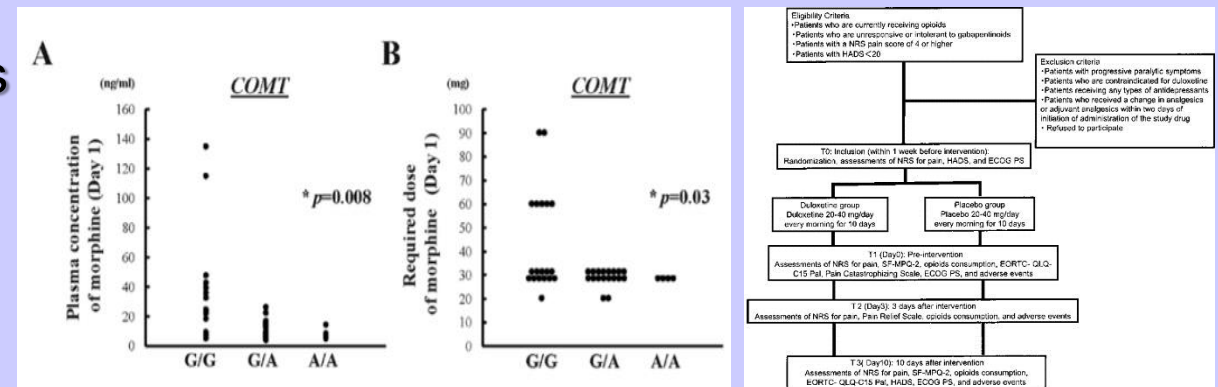 S
A
(ng/ml)
COMT
Plasma concentration
of morphine (Day 1)
160
140
120
100
80
60
40
20
0
* p=0.008
G/G G/A A/A
B
(mg)
COMT
Required dose
of morphine (Day 1)
100
90
80
70
60
50
40
30
20
10
0
* p=0.03
G/G G/A A/A
Eligibility Criteria
•Patients who are currently receiving opioids
•Patients who are unresponsive or intolerant to gabapentinoids
•Patients with a NRS pain score of 4 or higher
•Patients with HADS<20
Exclusion criteria
•Patients with progressive paralytic symptoms
•Patients who are contraindicated for duloxetine
•Patients receiving any types of antidepressants
•Patients who received a change in analgesics
or adjuvant analgesics within two days of
initiation of administration of the study drug
• Refused to participate
T0: Inclusion (within 1 week before intervention):
Randomization, assessments of NRS for pain, HADS, and ECOG PS
Duloxetine group
Duloxetine 20-40 mg/day
every morning for 10 days
Placebo group
Placebo 20-40 mg/day
every morning for 10 days
T1 (Day0): Pre-intervention
Assessments of NRS for pain, SF-MPQ-2, opioids consumption, EORTC- QLQ-
C15 Pal, Pain Catastrophizing Scale, ECOG PS, and adverse events
T 2 (Day3): 3 days after intervention
Assessments of NRS for pain, Pain Relief Scale, opioids consumption, and adverse events
T 3( Day10): 10 days after intervention
Assessments of NRS for pain, SF-MPQ-2, opioids consumption,
EORTC- QLQ-C15 Pal, HADS, ECOG PS, and adverse events